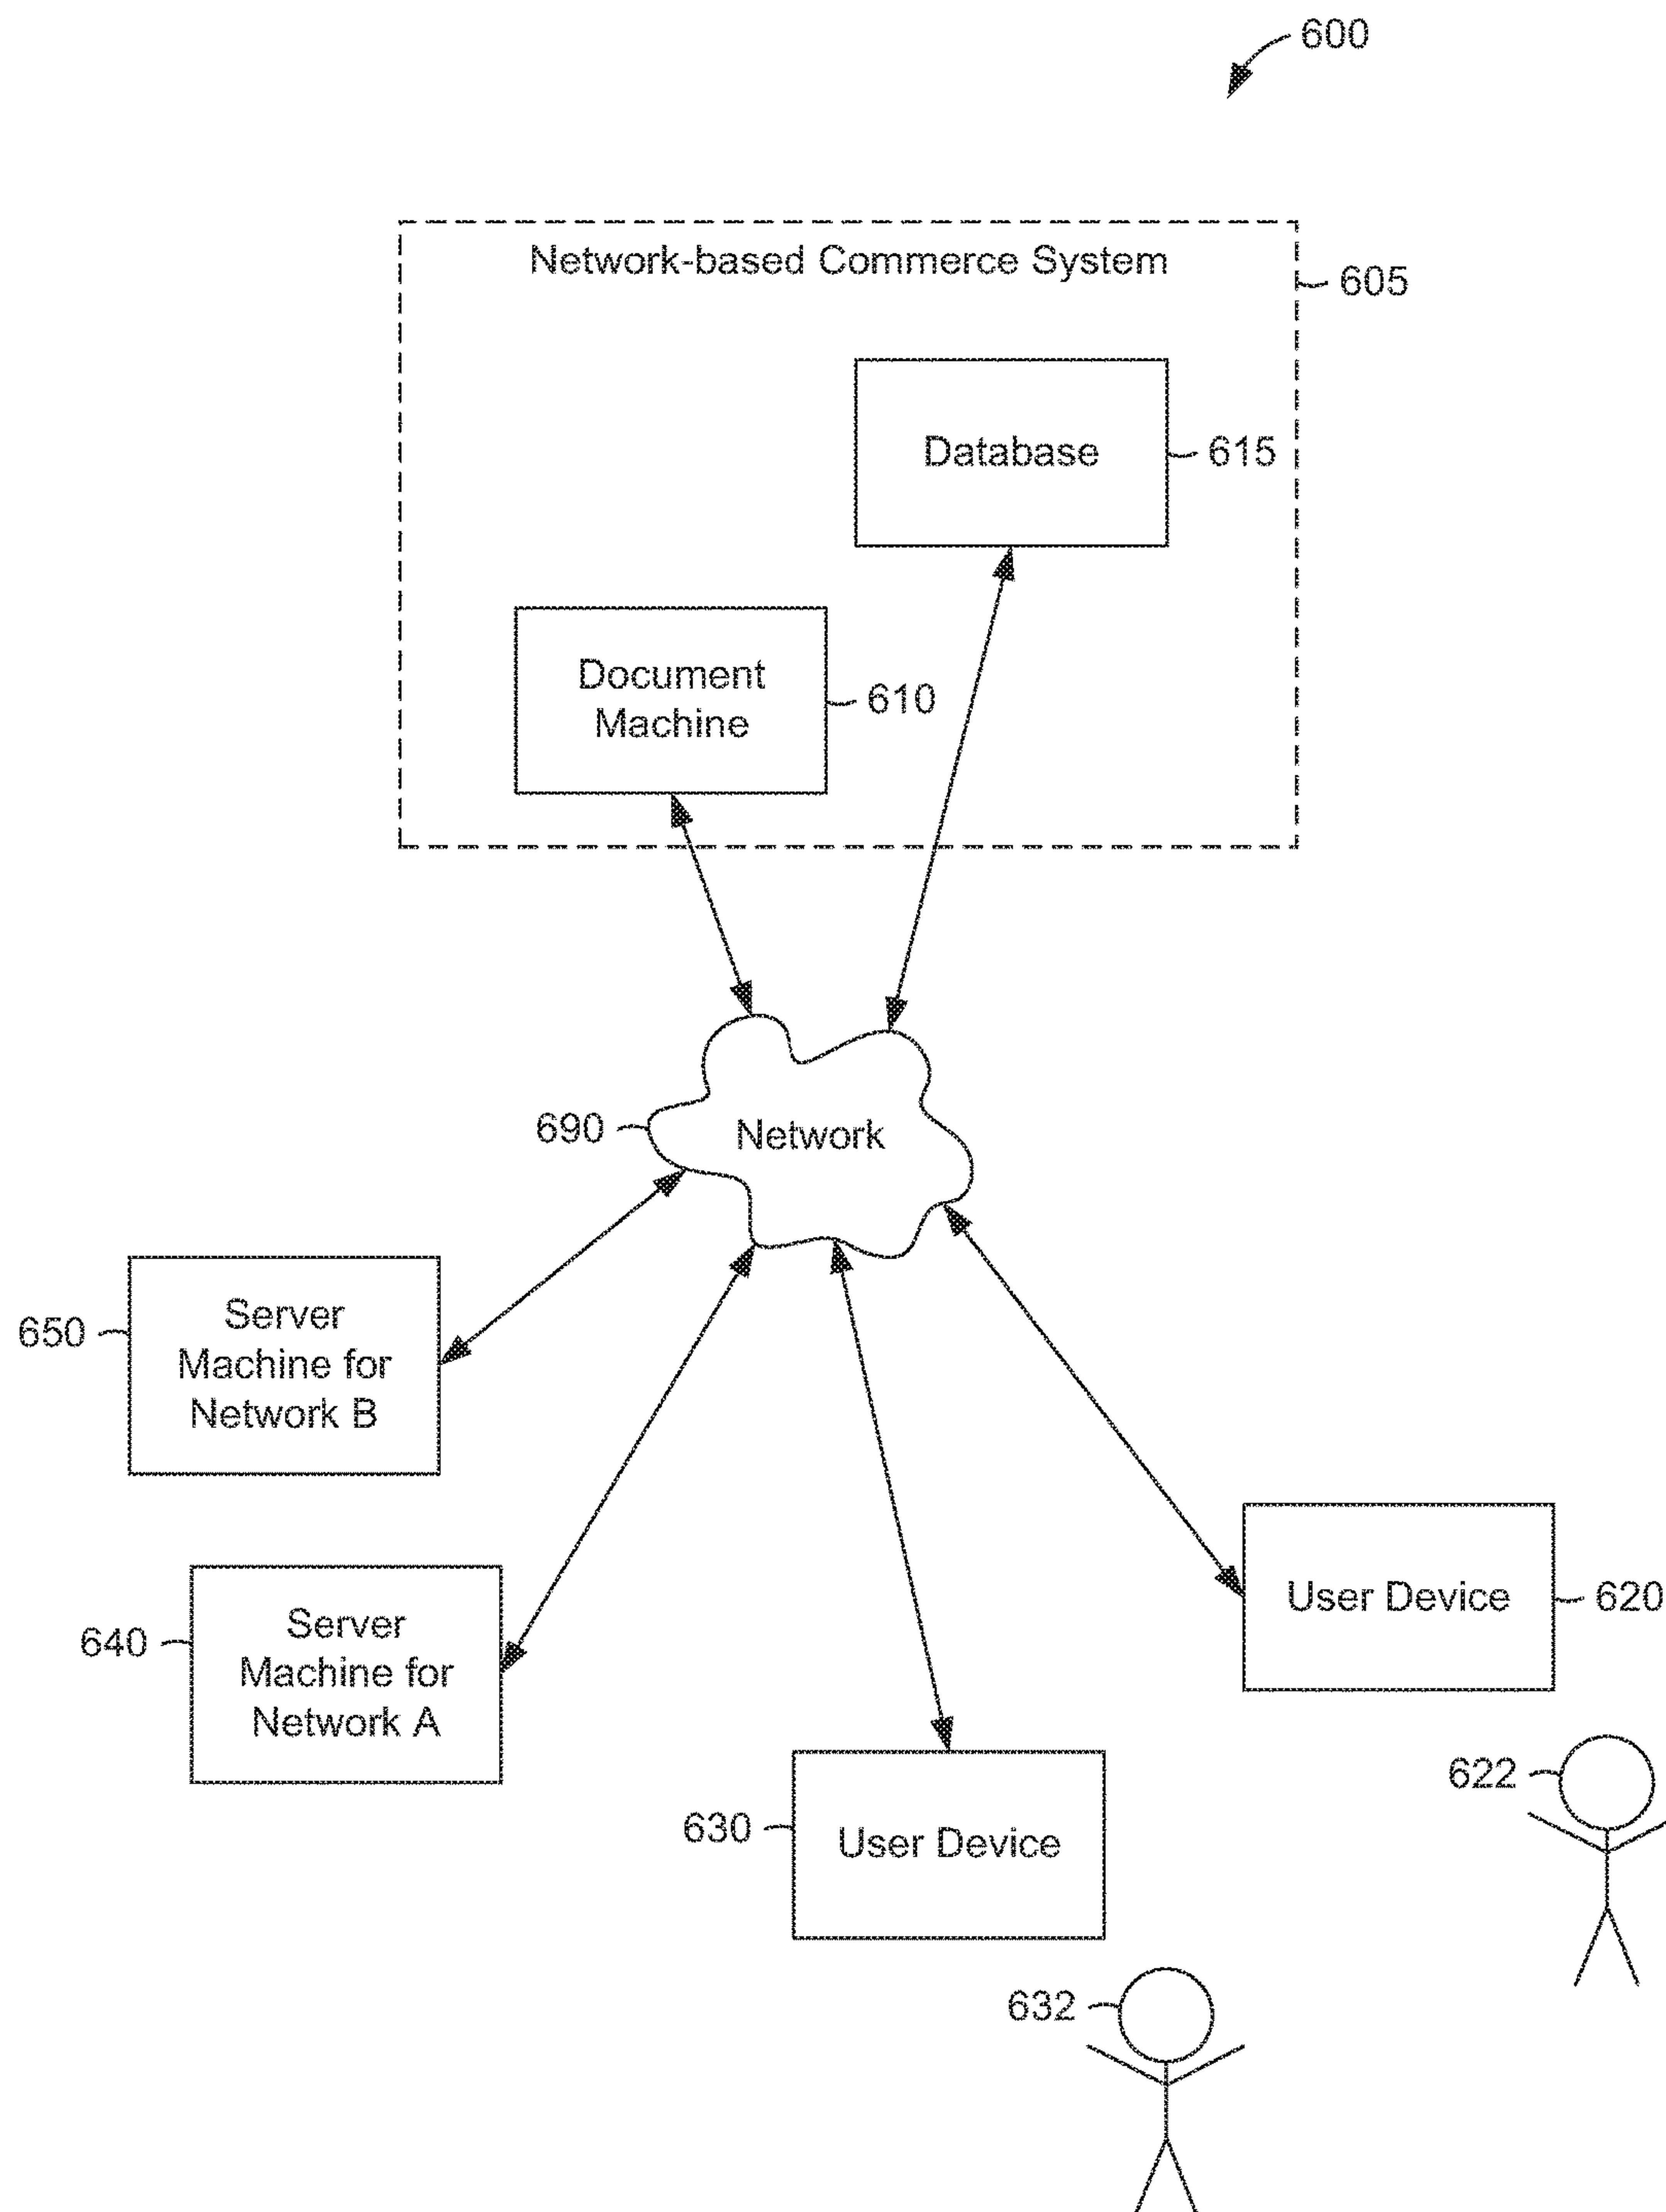 600
Network-based Commerce System
605
Database
615
Document
Machine
610
690
Network
650
Server
Machine for
Network B
User Device
620
640
Server
Machine for
Network A
622
630
User Device
632